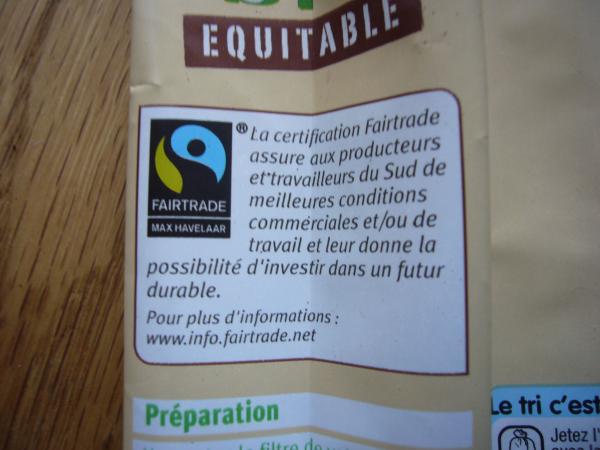 EQUITABLE
FAIRTRADE
MAX HAVELAAR
®
La certification Fairtrade
assure aux producteurs
et travailleurs du Sud de
meilleures conditions
commerciales et/ou de
travail et leur donne la
possibilité d'investir dans un futur
durable.
Pour plus d'informations :
www.info.fairtrade.net
Préparation
filtre de
Le tri c'est
Jetez l'